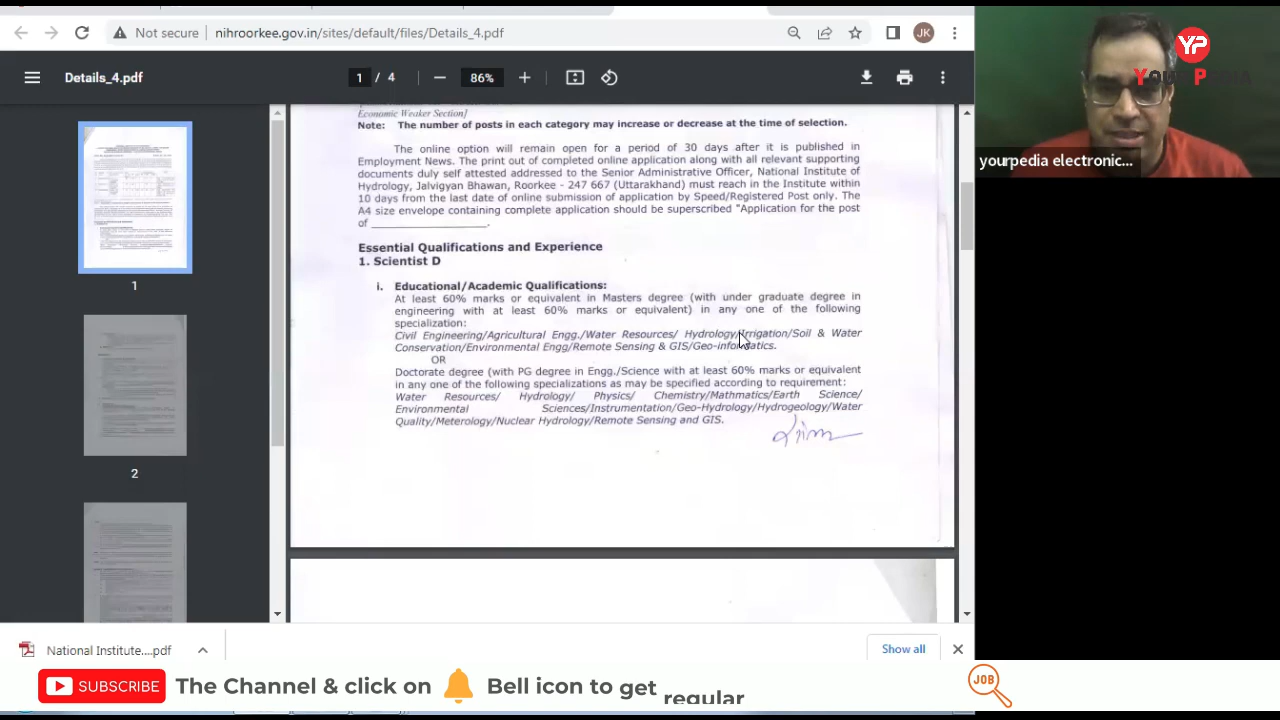 Not secure nihroorkee.gov.in/sites/default/files/Details_4.pdf JK
Details_4.pdf 1 / 4 86%
YP
YOURPEDIA
yourpedia electronic...
1
2
Economic Weaker Section]
Note: The number of posts in each category may increase or decrease at the time of selection.
The online option will remain open for a period of 30 days after it is published in
Employment News. The print out of completed online application along with all relevant supporting
documents duly self attested addressed to the Senior Administrative Officer, National Institute of
Hydrology, Jalvigyan Bhawan, Roorkee - 247 667 (Uttarakhand) must reach in the Institute within
10 days from the last date of online submission of application by Speed/Registered Post only. The
A4 size envelope containing complete application should be superscribed "Application for the post
of ________________.
Essential Qualifications and Experience
1. Scientist D
i. Educational/Academic Qualifications:
At least 60% marks or equivalent in Masters degree (with under graduate degree in
engineering with at least 60% marks or equivalent) in any one of the following
specialization:
Civil Engineering/Agricultural Engg./Water Resources/ Hydrology/Irrigation/Soil & Water
Conservation/Environmental Engg/Remote Sensing & GIS/Geo-informatics.
OR
Doctorate degree (with PG degree in Engg./Science with at least 60% marks or equivalent
in any one of the following specializations as may be specified according to requirement:
Water Resources/ Hydrology/ Physics/ Chemistry/Mathmatics/Earth Science/
Environmental Sciences/Instrumentation/Geo-Hydrology/Hydrogeology/Water
Quality/Meterology/Nuclear Hydrology/Remote Sensing and GIS.
National Institute....pdf
Show all
SUBSCRIBE The Channel & click on Bell icon to get regular
JOB